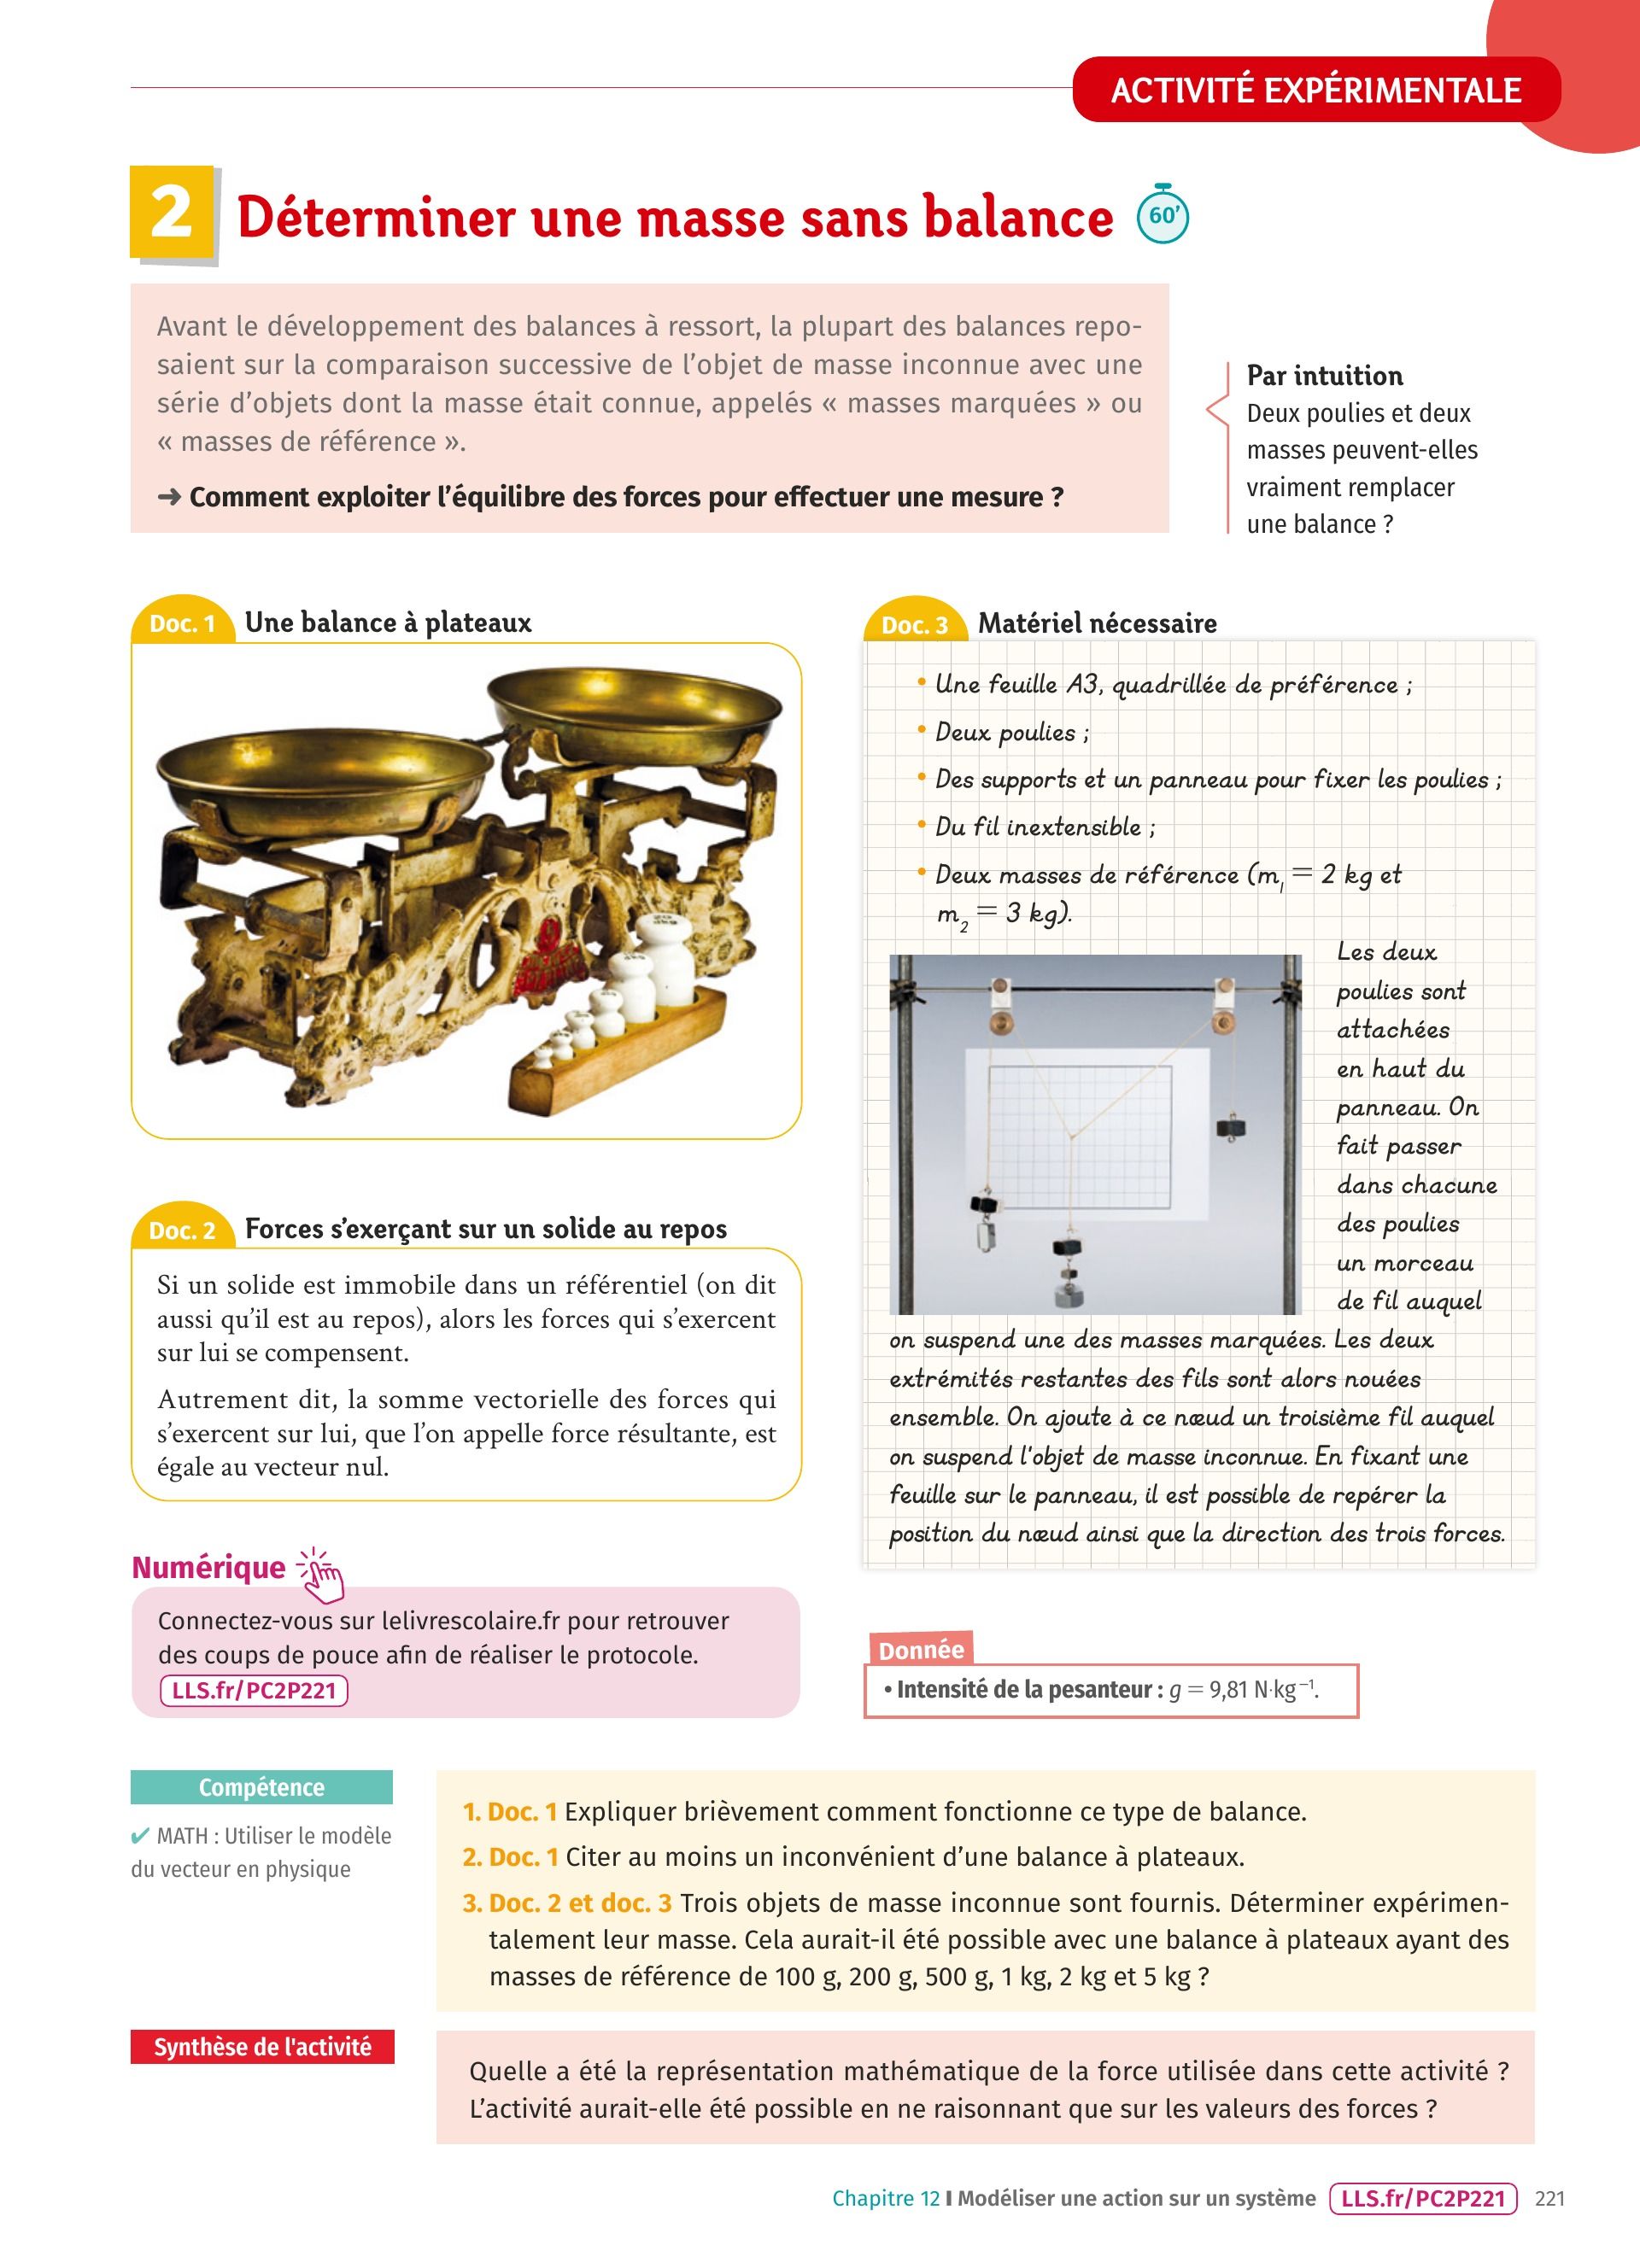 ACTIVITÉ EXPÉRIMENTALE
2 Déterminer une masse sans balance 60'
Avant le développement des balances à ressort, la plupart des balances repo-
saient sur la comparaison successive de l'objet de masse inconnue avec une
série d'objets dont la masse était connue, appelés « masses marquées » ou
« masses de référence ».
➜ Comment exploiter l'équilibre des forces pour effectuer une mesure ?
Par intuition
Deux poulies et deux
masses peuvent-elles
vraiment remplacer
une balance ?
Doc. 1 Une balance à plateaux
Doc. 2 Forces s'exerçant sur un solide au repos
Si un solide est immobile dans un référentiel (on dit
aussi qu'il est au repos), alors les forces qui s'exercent
sur lui se compensent.
Autrement dit, la somme vectorielle des forces qui
s'exercent sur lui, que l'on appelle force résultante, est
égale au vecteur nul.
Numérique
Connectez-vous sur lelivrescolaire.fr pour retrouver
des coups de pouce afin de réaliser le protocole.
LLS.fr/PC2P221
Doc. 3 Matériel nécessaire
• Une feuille A3, quadrillée de préférence ;
• Deux poulies ;
• Des supports et un panneau pour fixer les poulies ;
• Du fil inextensible ;
• Deux masses de référence (m₁ = 2 kg et
m₂ = 3 kg).
Les deux
poulies sont
attachées
en haut du
panneau. On
fait passer
dans chacune
des poulies
un morceau
de fil auquel
on suspend une des masses marquées. Les deux
extrémités restantes des fils sont alors nouées
ensemble. On ajoute à ce nœud un troisième fil auquel
on suspend l'objet de masse inconnue. En fixant une
feuille sur le panneau, il est possible de repérer la
position du nœud ainsi que la direction des trois forces.
Donnée
• Intensité de la pesanteur : g = 9,81 N·kg⁻¹.
Compétence
✔ MATH : Utiliser le modèle
du vecteur en physique
1. Doc. 1 Expliquer brièvement comment fonctionne ce type de balance.
2. Doc. 1 Citer au moins un inconvénient d'une balance à plateaux.
3. Doc. 2 et doc. 3 Trois objets de masse inconnue sont fournis. Déterminer expérimen-
talement leur masse. Cela aurait-il été possible avec une balance à plateaux ayant des
masses de référence de 100 g, 200 g, 500 g, 1 kg, 2 kg et 5 kg ?
Synthèse de l'activité
Quelle a été la représentation mathématique de la force utilisée dans cette activité ?
L'activité aurait-elle été possible en ne raisonnant que sur les valeurs des forces ?
Chapitre 12 I Modéliser une action sur un système LLS.fr/PC2P221 221